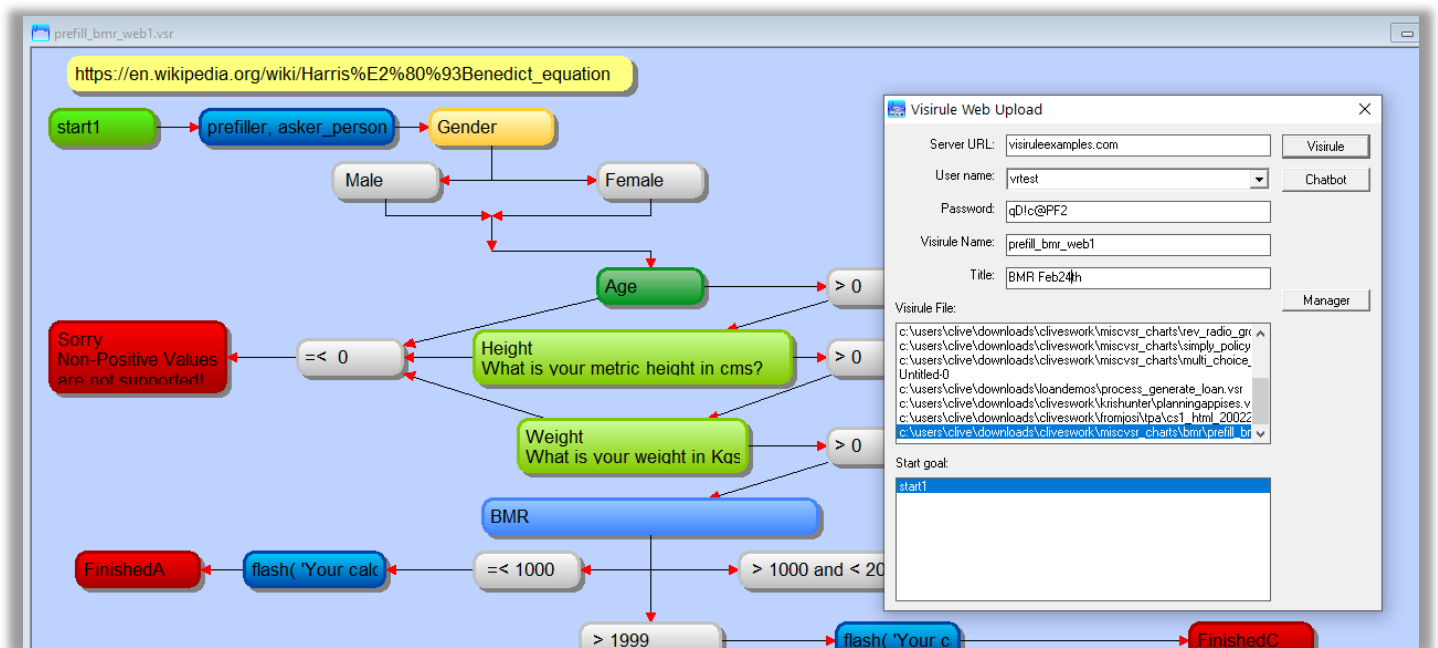 prefill_bmr_web1.vsr
https://en.wikipedia.org/wiki/Harris%E2%80%93Benedict_equation
start1
prefiller, asker_person
Gender
Male
Female
Age
> 0
Sorry
Non-Positive Values
are not supported!
=< 0
Height
What is your metric height in cms?
> 0
Weight
What is your weight in Kgs
> 0
BMR
FinishedA
flash( 'Your calc
=< 1000
> 1000 and < 20
> 1999
flash( 'Your c
FinishedC
Visirule Web Upload
Server URL: visiruleexamples.com
Visirule
User name: vrtest
Chatbot
Password: qD!c@PF2
Visirule Name: prefill_bmr_web1
Title: BMR Feb24th
Manager
Visirule File:
c:\users\clive\downloads\cliveswork\miscvsr_charts\rev_radio_gro
c:\users\clive\downloads\cliveswork\miscvsr_charts\simply_policy
c:\users\clive\downloads\cliveswork\miscvsr_charts\multi_choice_
Untitled-0
c:\users\clive\downloads\loandemos\process_generate_loan.vsr
c:\users\clive\downloads\cliveswork\krishunter\planningappises.v
c:\users\clive\downloads\cliveswork\fromjosi\tpa\cs1_html_20022
c:\users\clive\downloads\cliveswork\miscvsr_charts\bmr\prefill_br
Start goal:
start1